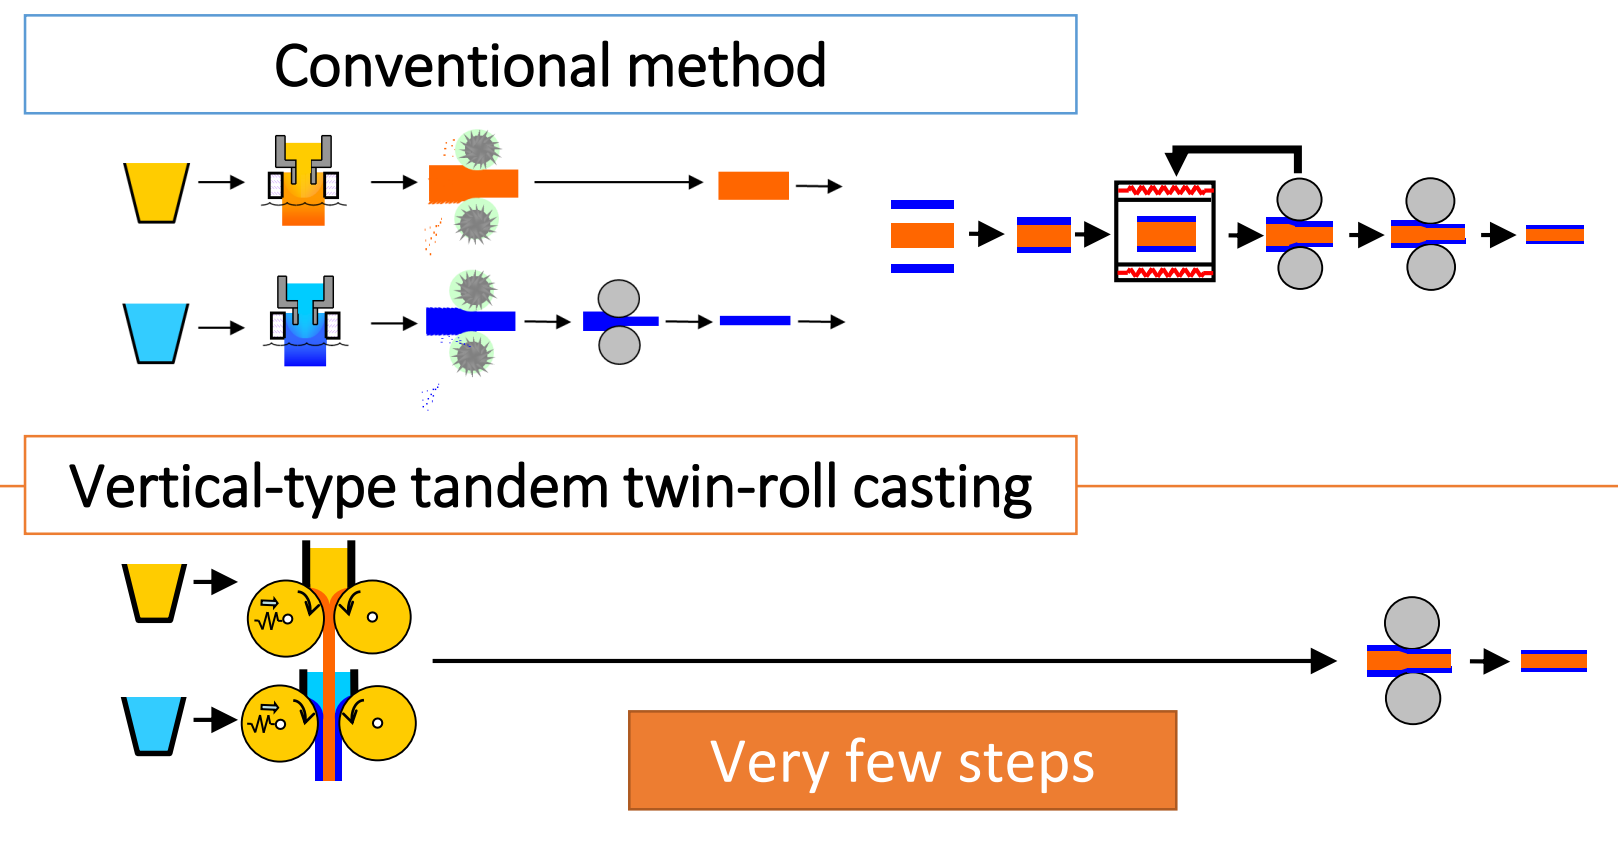 Conventional method
Vertical-type tandem twin-roll casting
Very few steps